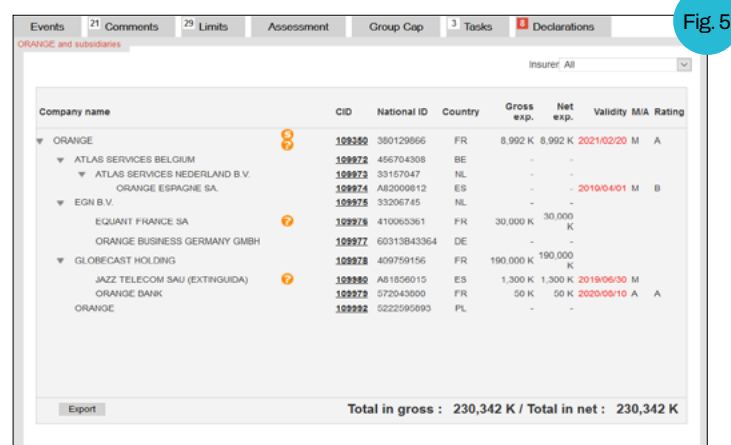 Fig. 5
Events 21 Comments 29 Limits Assessment Group Cap 3 Tasks 8 Declarations
ORANGE and subsidiaries
Insurer All
Company name CID National ID Country Gross exp. Net exp. Validity M/A Rating
ORANGE S ? 109350 380129866 FR 8,992 K 8,992 K 2021/02/20 M A
ATLAS SERVICES BELGIUM 109972 456704308 BE - -
ATLAS SERVICES NEDERLAND B.V. 109973 33157047 NL - -
ORANGE ESPAGNE SA. 109974 A82009812 ES - - 2019/04/01 M B
EGN B.V. 109975 33206745 NL - -
EQUANT FRANCE SA ? 109976 410065361 FR 30,000 K 30,000 K
ORANGE BUSINESS GERMANY GMBH 109977 60313B43364 DE - -
GLOBECAST HOLDING 109978 409759156 FR 190,000 K 190,000 K
JAZZ TELECOM SAU (EXTINGUIDA) ? 109980 A81856015 ES 1,300 K 1,300 K 2019/06/30 M
ORANGE BANK 109979 572043800 FR 50 K 50 K 2020/08/10 A A
ORANGE 109992 5222595893 PL - -
Export Total in gross : 230,342 K / Total in net : 230,342 K